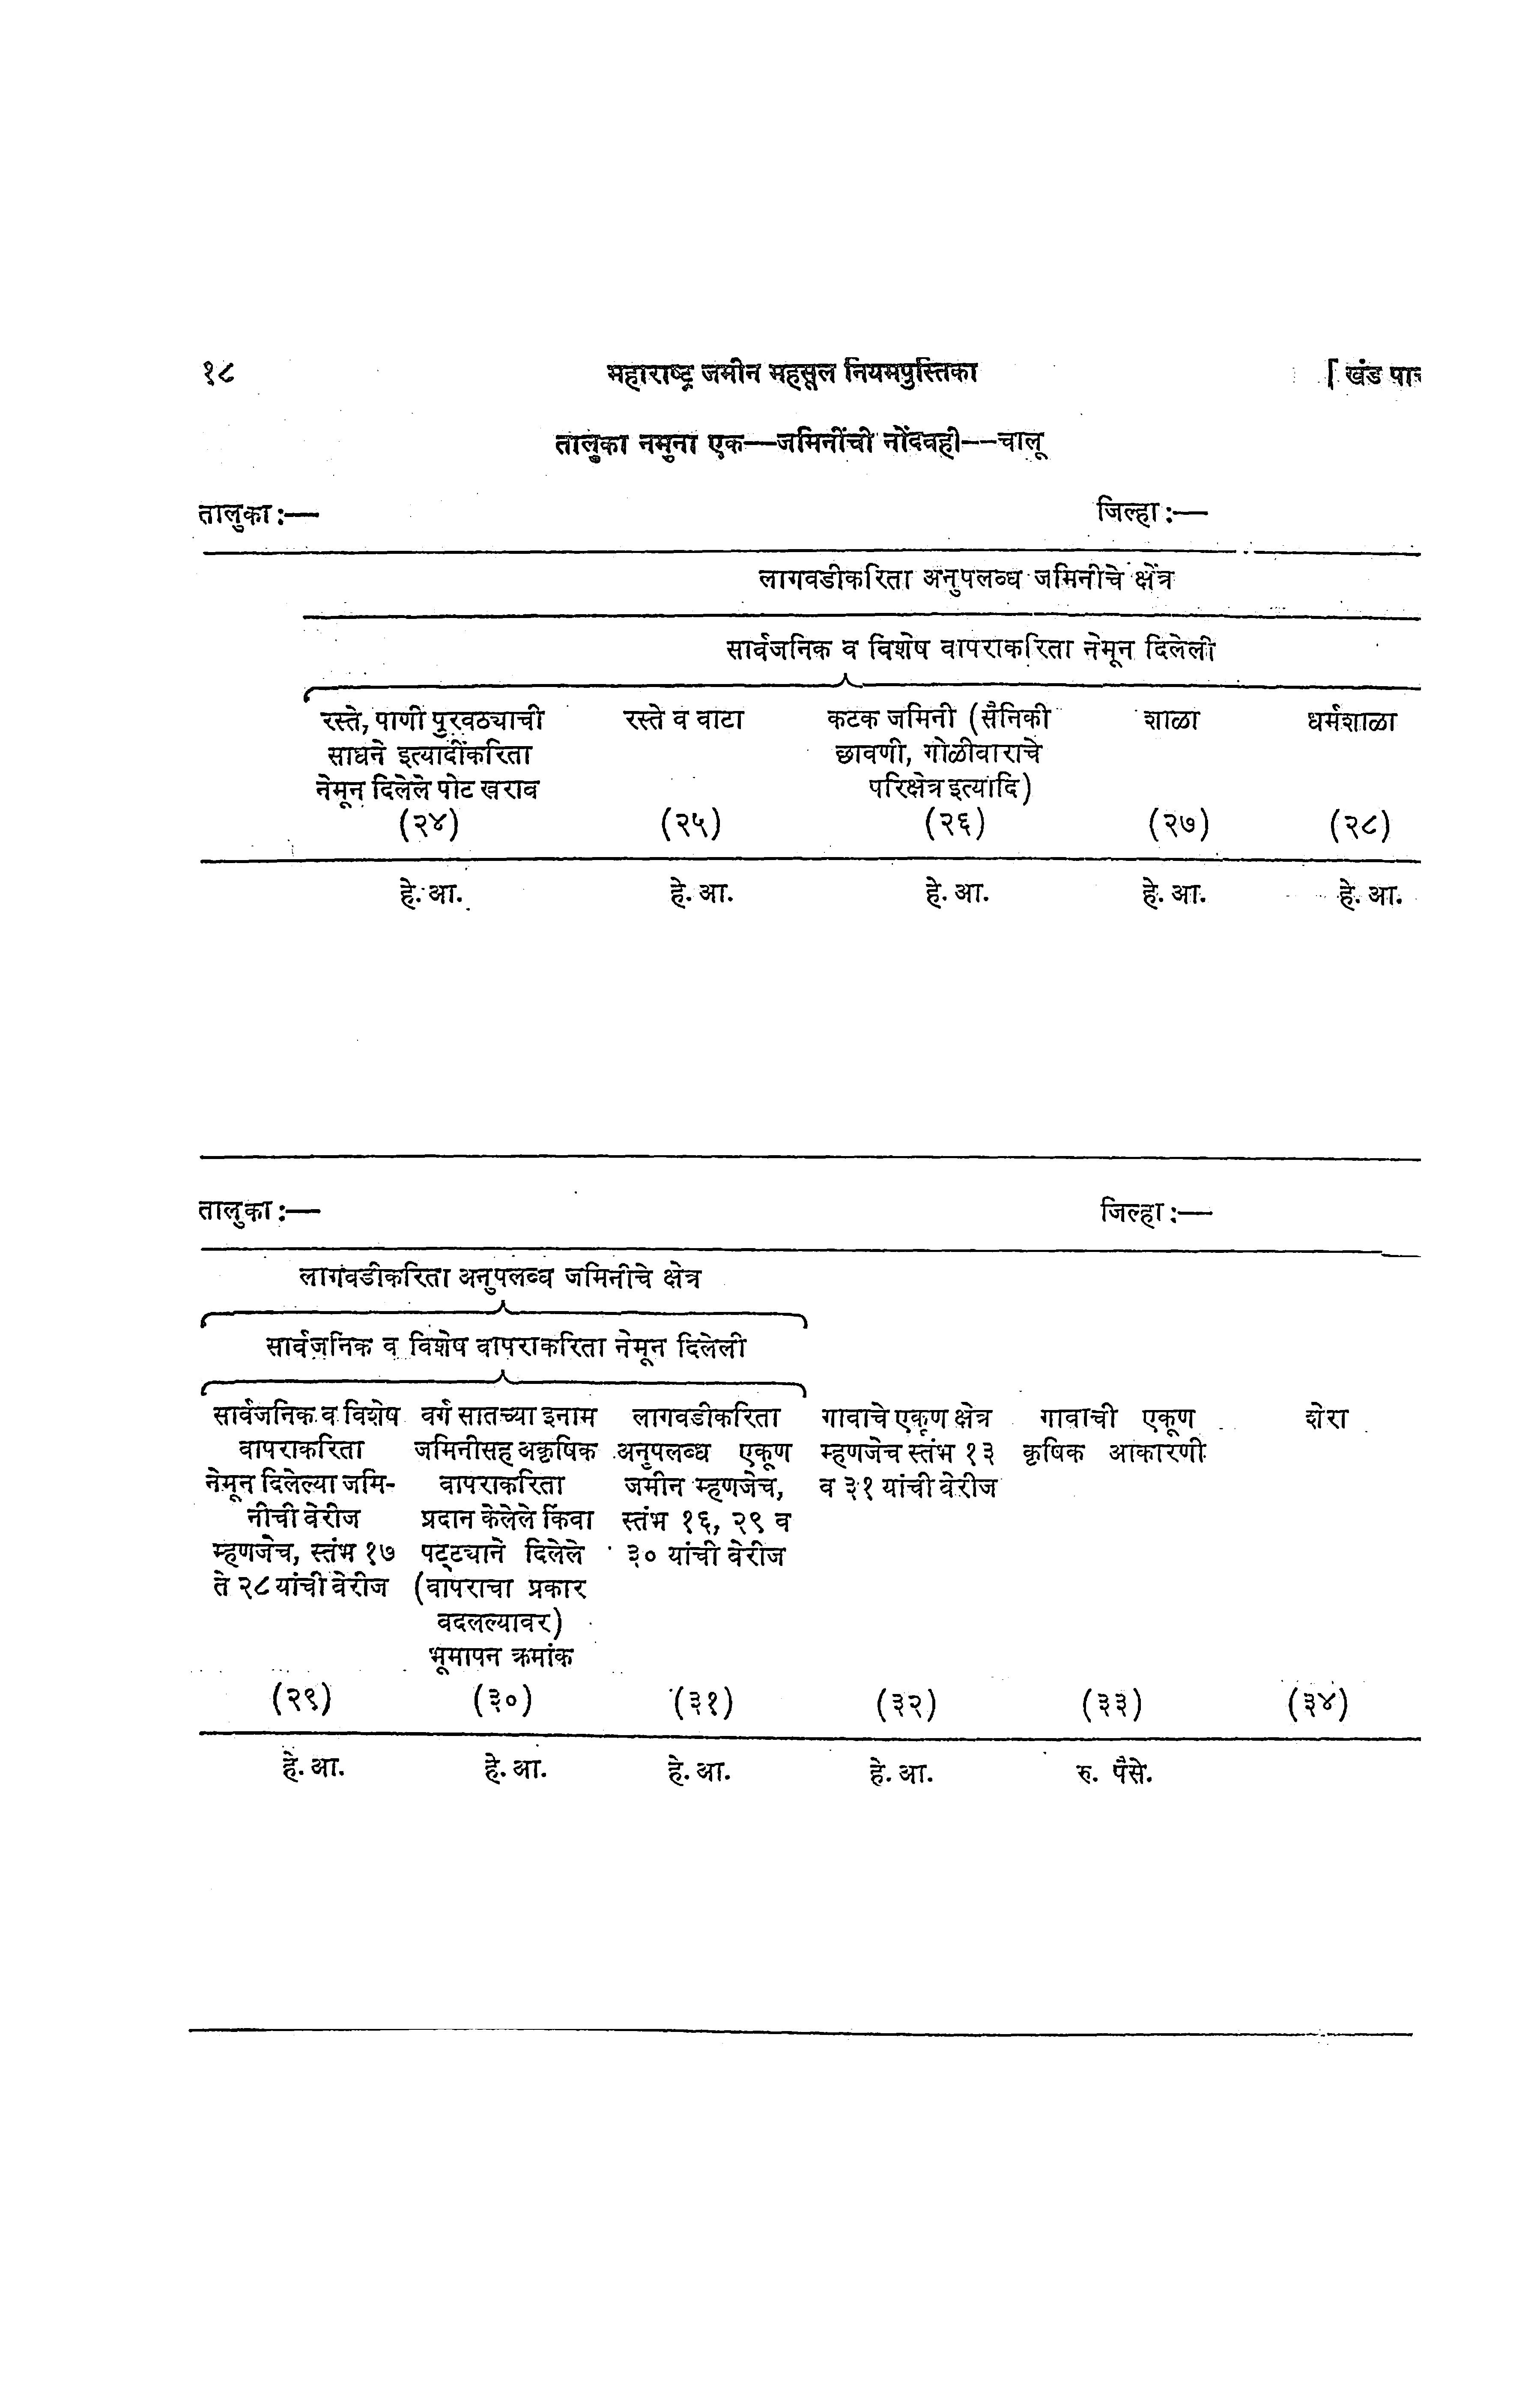 १८ महाराष्ट्र जमीन महसूल नियमपुस्तिका [ खंड
तालुका नमुना एक—जमिनींची नोंदवही—चालू
तालुका :— जिल्हा :—
लागवडीकरिता अनुपलब्ध जमिनीचे क्षेत्र
सार्वजनिक व विशेष वापराकरिता नेमून दिलेली
रस्ते, पाणी पुरवठ्याची रस्ते व वाटा कटक जमिनी (सैनिकी शाळा धर्मशाळा
साधने इत्यादींकरिता छावणी, गोळीवाराचे
नेमून दिलेले पोट खराब परिक्षेत्र इत्यादि)
(२४) (२५) (२६) (२७) (२८)
हे. आ. हे. आ. हे. आ. हे. आ. हे. आ.
तालुका :— जिल्हा :—
लागवडीकरिता अनुपलब्ध जमिनीचे क्षेत्र
सार्वजनिक व विशेष वापराकरिता नेमून दिलेली
सार्वजनिक व विशेष वर्ग सातच्या इनाम लागवडीकरिता गावाचे एकूण क्षेत्र गावाची एकूण शेरा
वापराकरिता जमिनीसह अकृषिक अनुपलब्ध एकूण म्हणजेच स्तंभ १३ कृषिक आकारणी
नेमून दिलेल्या जमि- वापराकरिता जमीन म्हणजेच, व ३१ यांची बेरीज
नीची बेरीज प्रदान केलेले किंवा स्तंभ १६, २९ व
म्हणजेच, स्तंभ १७ पट्ट्याने दिलेले ३० यांची बेरीज
ते २८ यांची बेरीज (वापराचा प्रकार
बदलल्यावर)
भूमापन क्रमांक
(२९) (३०) (३१) (३२) (३३) (३४)
हे. आ. हे. आ. हे. आ. हे. आ. रु. पैसे.